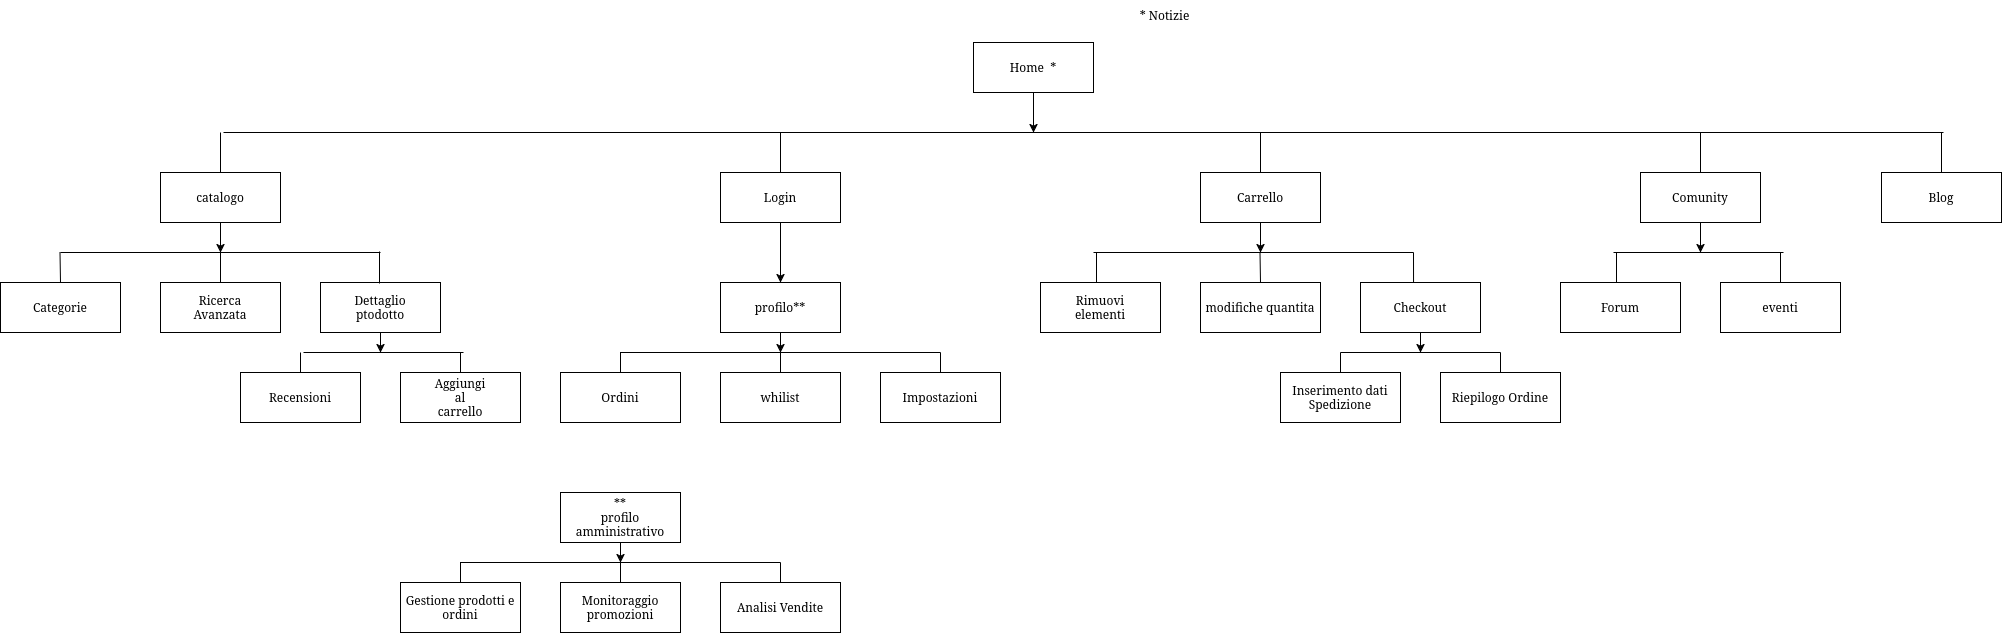 * Notizie
Home *
catalogo
Login
Carrello
Comunity
Blog
Categorie
Ricerca
Avanzata
Dettaglio
ptodotto
profilo**
Rimuovi
elementi
modifiche quantita
Checkout
Forum
eventi
Recensioni
Aggiungi
al
carrello
Ordini
whilist
Impostazioni
Inserimento dati
Spedizione
Riepilogo Ordine
**
profilo
amministrativo
Gestione prodotti e
ordini
Monitoraggio
promozioni
Analisi Vendite